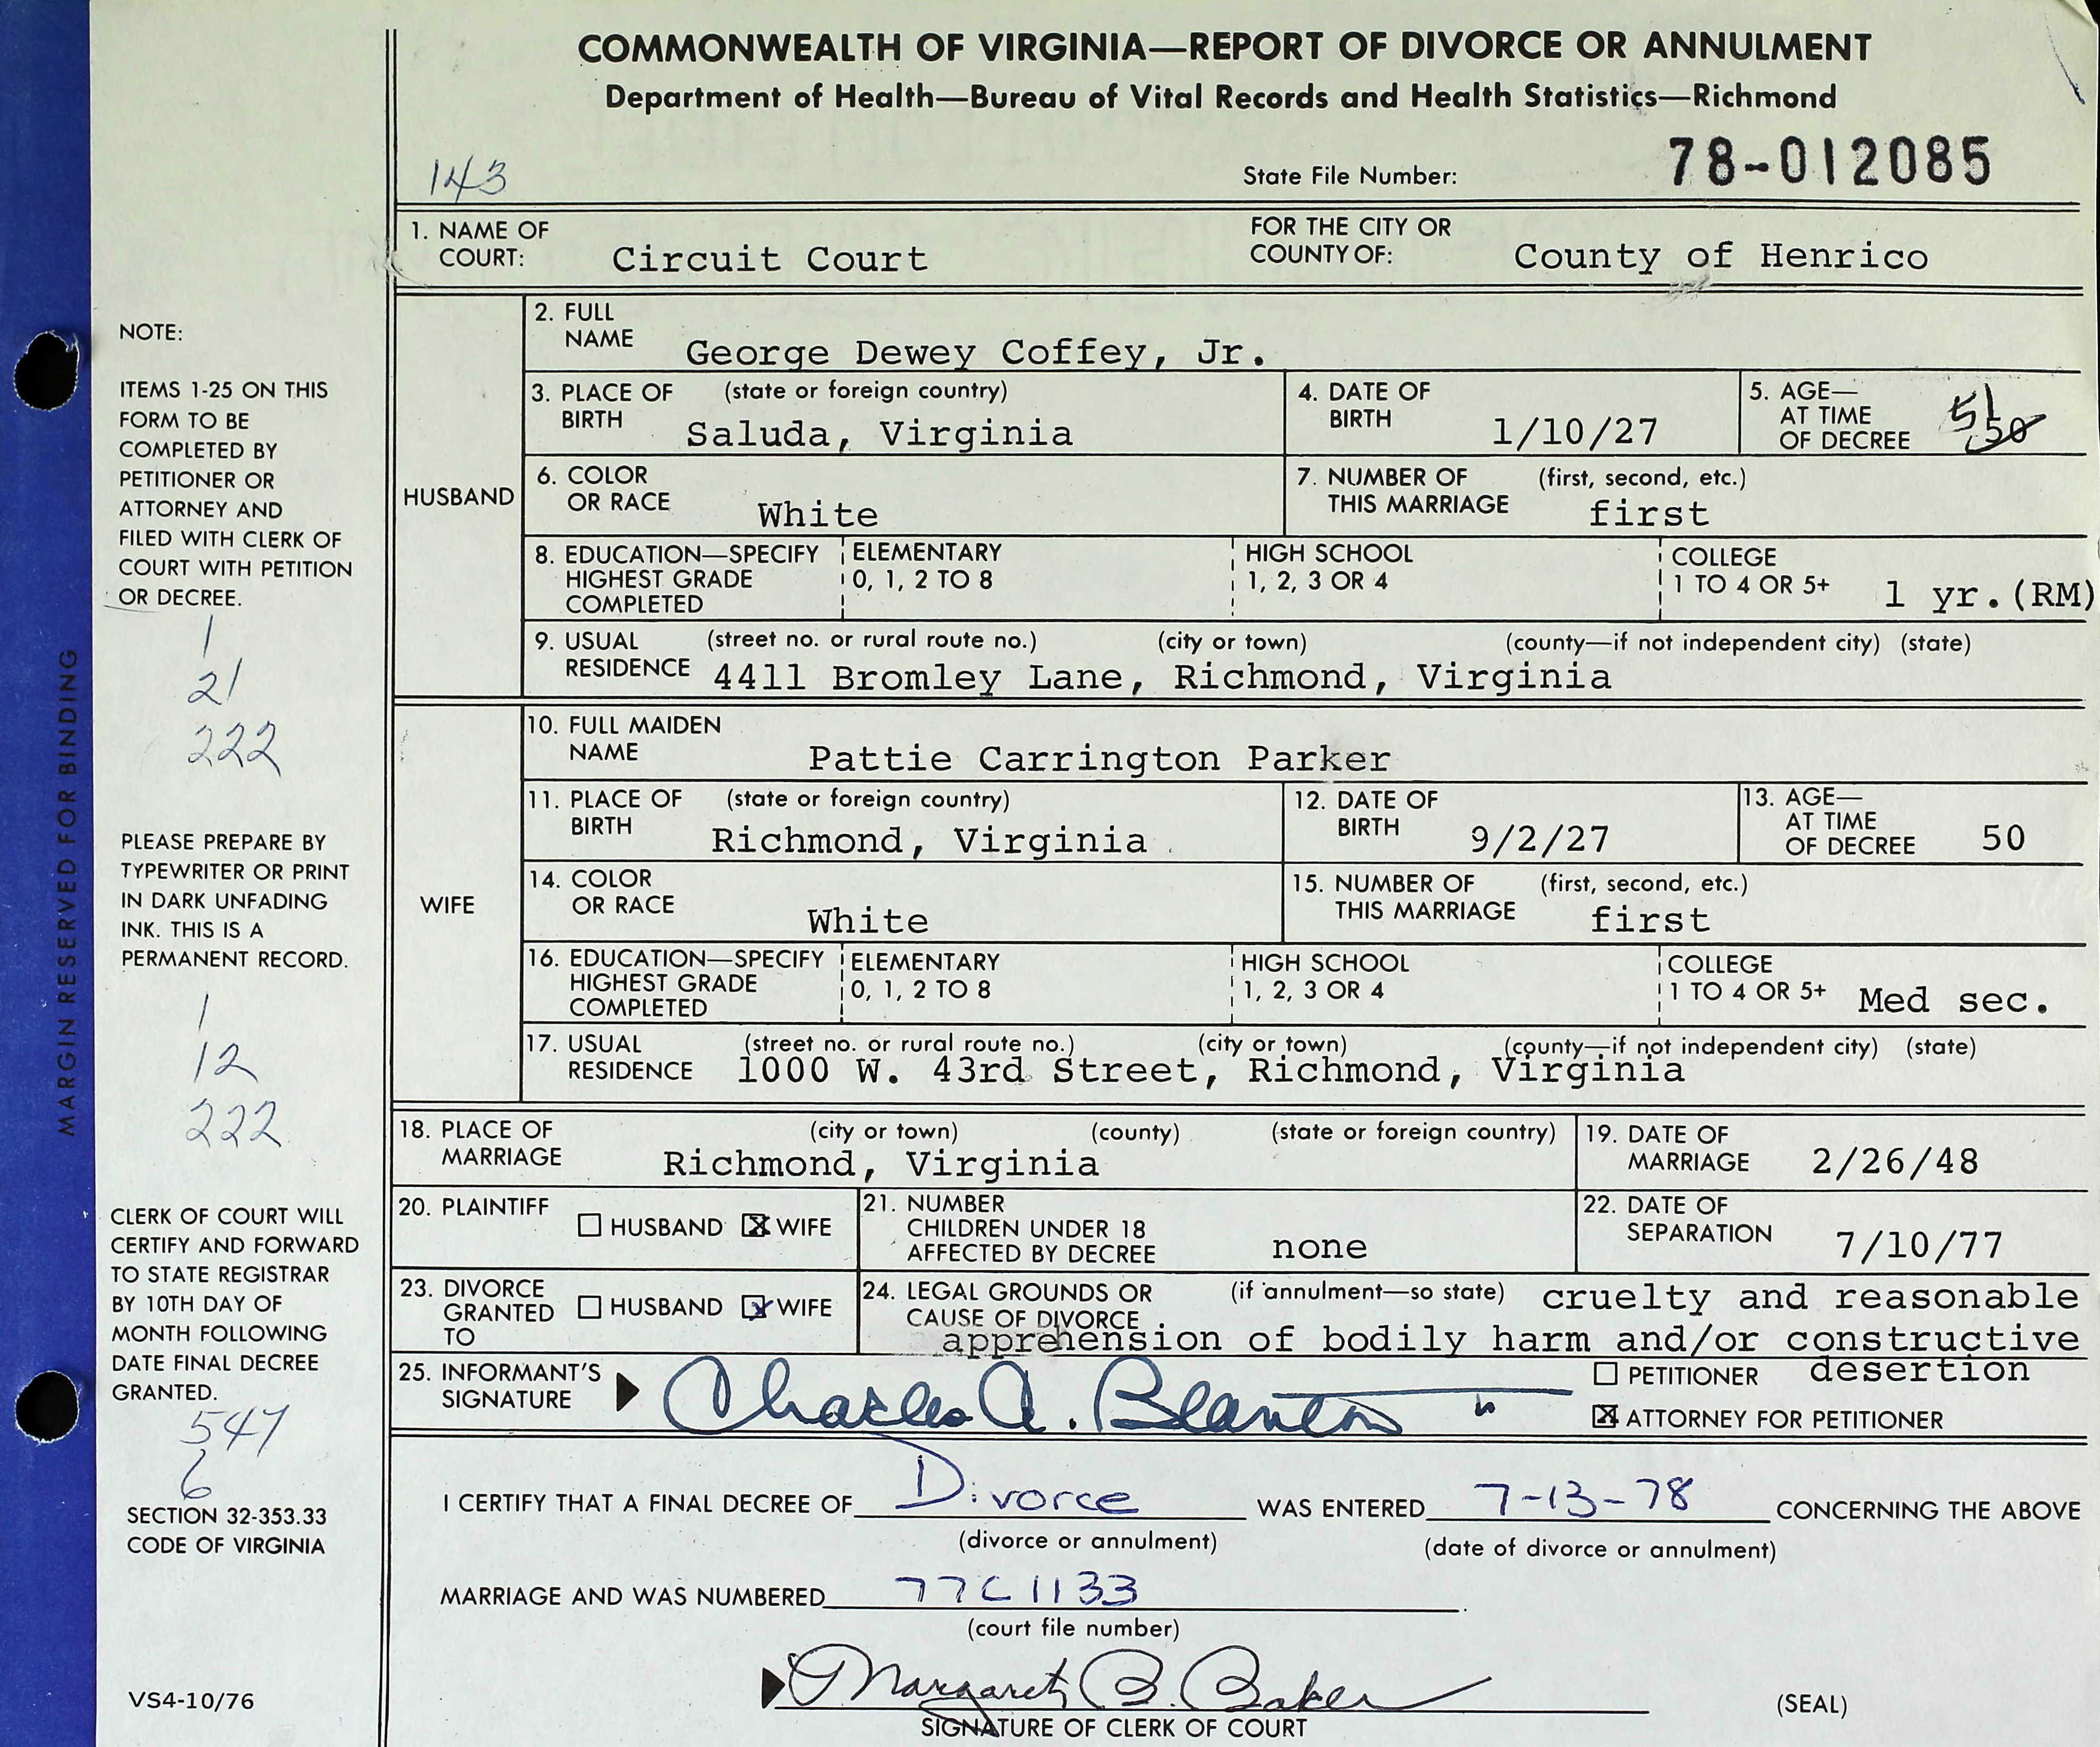 COMMONWEALTH OF VIRGINIA—REPORT OF DIVORCE OR ANNULMENT
Department of Health—Bureau of Vital Records and Health Statistics—Richmond
143
State File Number: 78-012085
1. NAME OF COURT: Circuit Court FOR THE CITY OR COUNTY OF: County of Henrico
HUSBAND
2. FULL NAME George Dewey Coffey, Jr.
3. PLACE OF BIRTH (state or foreign country) Saluda, Virginia
4. DATE OF BIRTH 1/10/27
5. AGE—AT TIME OF DECREE 51 50
6. COLOR OR RACE White
7. NUMBER OF THIS MARRIAGE (first, second, etc.) first
8. EDUCATION—SPECIFY HIGHEST GRADE COMPLETED ELEMENTARY 0, 1, 2 TO 8 HIGH SCHOOL 1, 2, 3 OR 4 COLLEGE 1 TO 4 OR 5+ 1 yr.(RM)
9. USUAL RESIDENCE (street no. or rural route no.) (city or town) (county—if not independent city) (state)
4411 Bromley Lane, Richmond, Virginia
WIFE
10. FULL MAIDEN NAME Pattie Carrington Parker
11. PLACE OF BIRTH (state or foreign country) Richmond, Virginia
12. DATE OF BIRTH 9/2/27
13. AGE—AT TIME OF DECREE 50
14. COLOR OR RACE White
15. NUMBER OF THIS MARRIAGE (first, second, etc.) first
16. EDUCATION—SPECIFY HIGHEST GRADE COMPLETED ELEMENTARY 0, 1, 2 TO 8 HIGH SCHOOL 1, 2, 3 OR 4 COLLEGE 1 TO 4 OR 5+ Med sec.
17. USUAL RESIDENCE (street no. or rural route no.) (city or town) (county—if not independent city) (state)
1000 W. 43rd Street, Richmond, Virginia
18. PLACE OF MARRIAGE (city or town) (county) (state or foreign country) Richmond, Virginia
19. DATE OF MARRIAGE 2/26/48
20. PLAINTIFF HUSBAND X WIFE
21. NUMBER CHILDREN UNDER 18 AFFECTED BY DECREE none
22. DATE OF SEPARATION 7/10/77
23. DIVORCE GRANTED TO HUSBAND X WIFE
24. LEGAL GROUNDS OR CAUSE OF DIVORCE (if annulment—so state) cruelty and reasonable
apprehension of bodily harm and/or constructive
desertion
25. INFORMANT'S SIGNATURE Charles A. Blanton
PETITIONER
X ATTORNEY FOR PETITIONER
I CERTIFY THAT A FINAL DECREE OF Divorce WAS ENTERED 7-13-78 CONCERNING THE ABOVE
(divorce or annulment) (date of divorce or annulment)
MARRIAGE AND WAS NUMBERED 77C1133
(court file number)
Margaret B. Baker
SIGNATURE OF CLERK OF COURT
(SEAL)
MARGIN RESERVED FOR BINDING
NOTE:
ITEMS 1-25 ON THIS
FORM TO BE
COMPLETED BY
PETITIONER OR
ATTORNEY AND
FILED WITH CLERK OF
COURT WITH PETITION
OR DECREE.
1
21
222
PLEASE PREPARE BY
TYPEWRITER OR PRINT
IN DARK UNFADING
INK. THIS IS A
PERMANENT RECORD.
1
12
222
CLERK OF COURT WILL
CERTIFY AND FORWARD
TO STATE REGISTRAR
BY 10TH DAY OF
MONTH FOLLOWING
DATE FINAL DECREE
GRANTED.
547
6
SECTION 32-353.33
CODE OF VIRGINIA
VS4-10/76